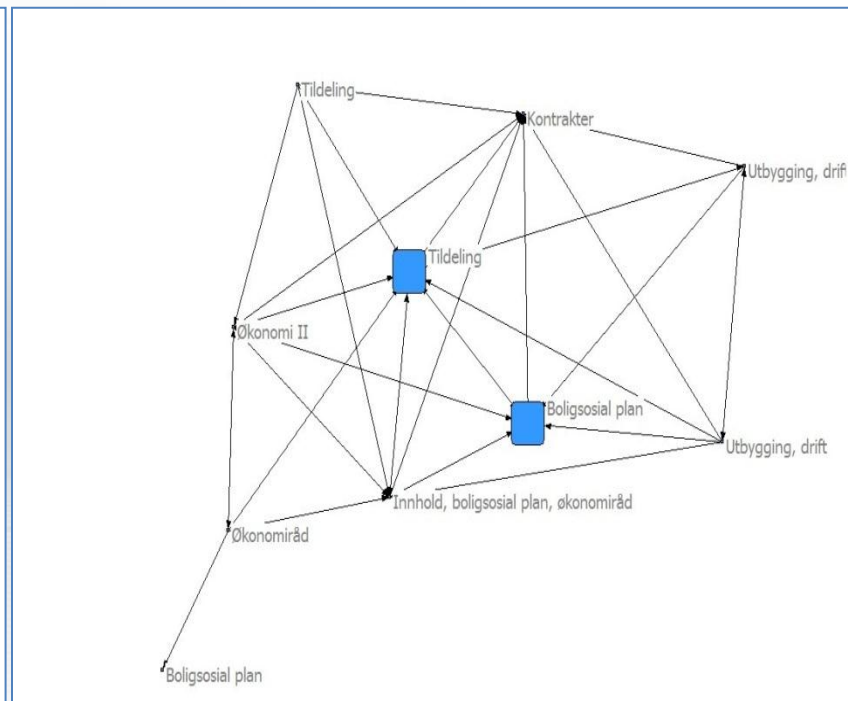 Tildeling
Kontrakter
Utbygging, drift
Tildeling
Økonomi II
Boligsosial plan
Utbygging, drift
Innhold, boligsosial plan, økonomiråd
Økonomiråd
Boligsosial plan